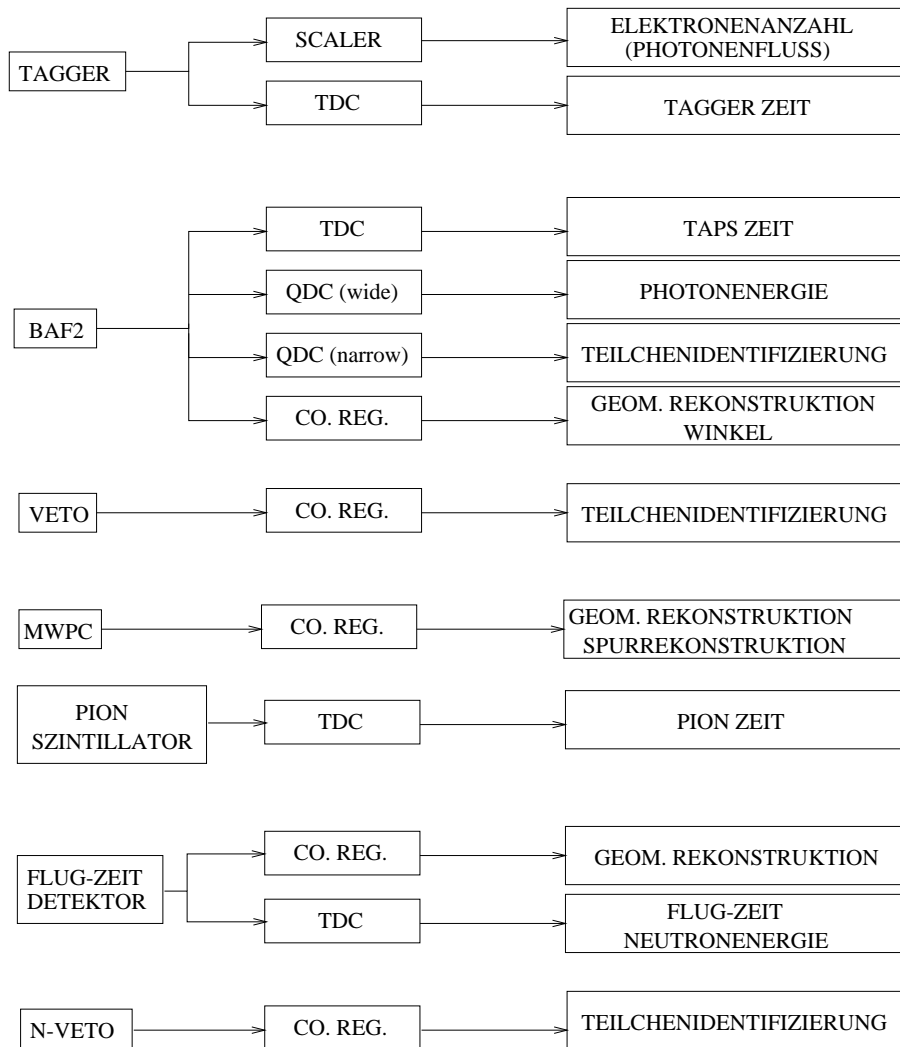 TAGGER
SCALER
ELEKTRONENANZAHL
(PHOTONENFLUSS)
TDC
TAGGER ZEIT
BAF2
TDC
TAPS ZEIT
QDC (wide)
PHOTONENERGIE
QDC (narrow)
TEILCHENIDENTIFIZIERUNG
CO. REG.
GEOM. REKONSTRUKTION
WINKEL
VETO
CO. REG.
TEILCHENIDENTIFIZIERUNG
MWPC
CO. REG.
GEOM. REKONSTRUKTION
SPURREKONSTRUKTION
PION
SZINTILLATOR
TDC
PION ZEIT
FLUG-ZEIT
DETEKTOR
CO. REG.
GEOM. REKONSTRUKTION
TDC
FLUG-ZEIT
NEUTRONENERGIE
N-VETO
CO. REG.
TEILCHENIDENTIFIZIERUNG